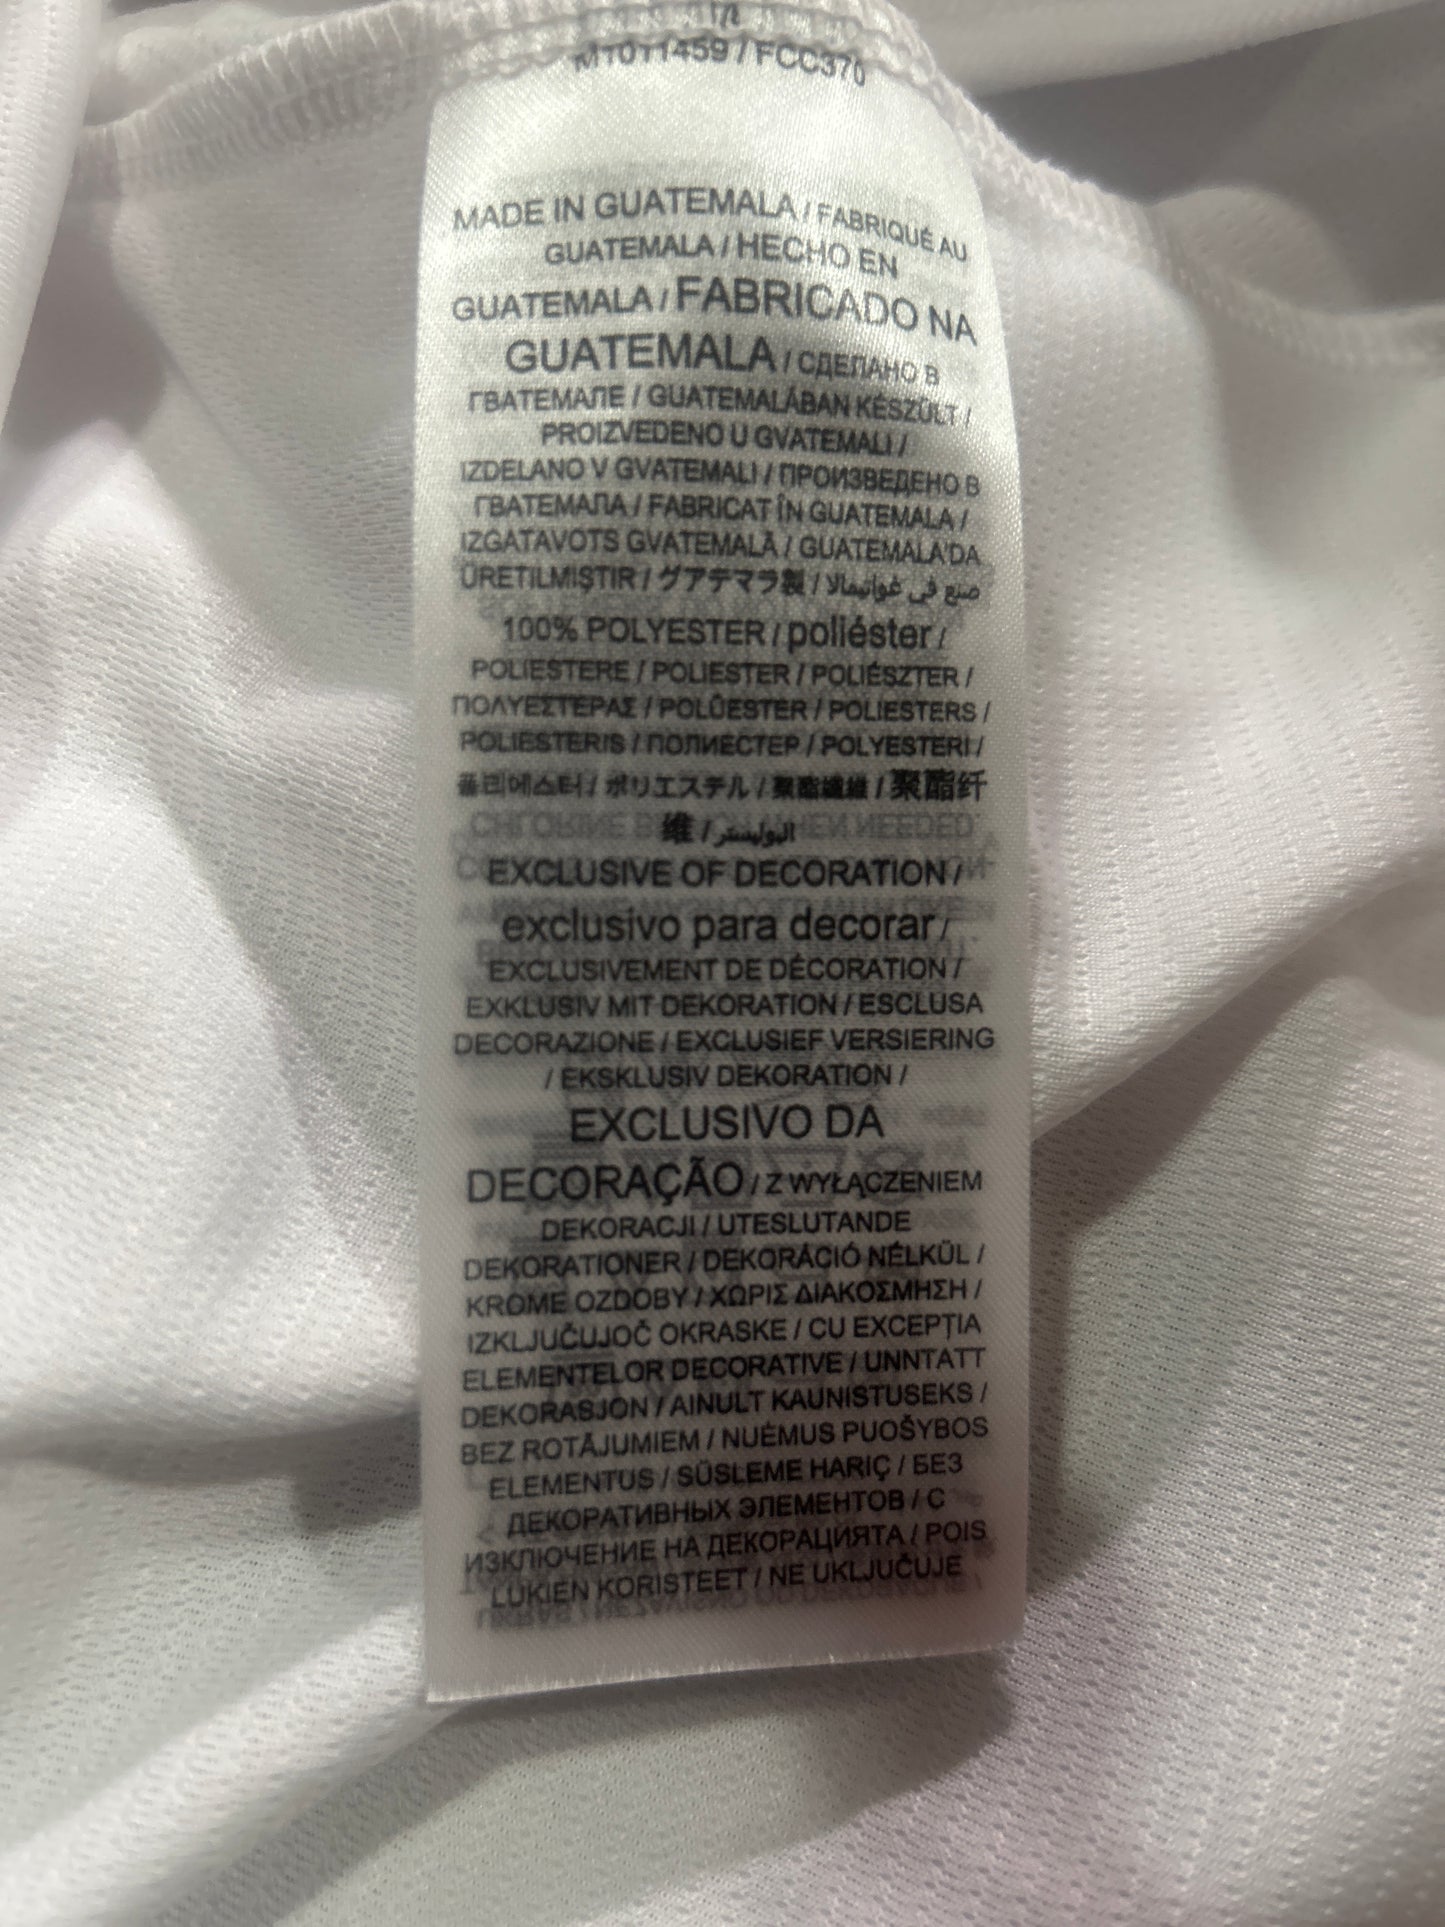 M1011459 / FCC370
MADE IN GUATEMALA / FABRIQUÉ AU
GUATEMALA / HECHO EN
GUATEMALA / FABRICADO NA
GUATEMALA / СДЕЛАНО В
ГВАТЕМАЛЕ / GUATEMALÁBAN KÉSZÜLT /
PROIZVEDENO U GVATEMALI /
IZDELANO V GVATEMALI / ПРОИЗВЕДЕНО В
ГВАТЕМАЛА / FABRICAT ÎN GUATEMALA /
IZGATAVOTS GVATEMALĀ / GUATEMALA'DA
ÜRETILMIŞTIR / グアテマラ製 / صنع في غواتيمالا
100% POLYESTER / poliéster /
POLIESTERE / POLIESTER / POLIÉSZTER /
ΠΟΛΥΕΣΤΕΡΑΣ / POLÜESTER / POLIESTERS /
POLIESTERIS / ПОЛИЕСТЕР / POLYESTERI /
폴리에스터 / ポリエステル / 聚酯纖維 / 聚酯纤
维 / البوليستر
EXCLUSIVE OF DECORATION /
exclusivo para decorar /
EXCLUSIVEMENT DE DÉCORATION /
EXKLUSIV MIT DEKORATION / ESCLUSA
DECORAZIONE / EXCLUSIEF VERSIERING
/ EKSKLUSIV DEKORATION /
EXCLUSIVO DA
DECORAÇÃO / Z WYŁĄCZENIEM
DEKORACJI / UTESLUTANDE
DEKORATIONER / DEKORÁCIÓ NÉLKÜL /
KROME OZDOBY / ΧΩΡΙΣ ΔΙΑΚΟΣΜΗΣΗ /
IZKLJUČUJOČ OKRASKE / CU EXCEPȚIA
ELEMENTELOR DECORATIVE / UNNTATT
DEKORASJON / AINULT KAUNISTUSEKS /
BEZ ROTĀJUMIEM / NUĖMUS PUOŠYBOS
ELEMENTUS / SÜSLEME HARIÇ / БЕЗ
ДЕКОРАТИВНЫХ ЭЛЕМЕНТОВ / С
ИЗКЛЮЧЕНИЕ НА ДЕКОРАЦИЯТА / POIS
LUKIEN KORISTEET / NE UKLJUČUJE